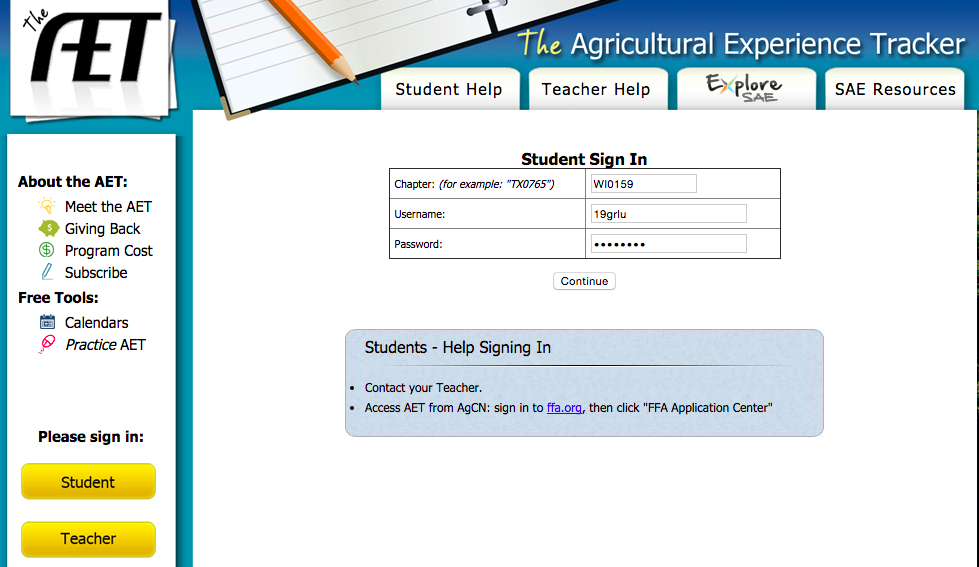 The AET
The Agricultural Experience Tracker
Student Help
Teacher Help
Explore SAE
SAE Resources
About the AET:
Meet the AET
Giving Back
Program Cost
Subscribe
Free Tools:
Calendars
Practice AET
Please sign in:
Student
Teacher
Student Sign In
Chapter: (for example: "TX0765") WI0159
Username: 19grlu
Password: ••••••••
Continue
Students - Help Signing In
• Contact your Teacher.
• Access AET from AgCN: sign in to ffa.org, then click "FFA Application Center"